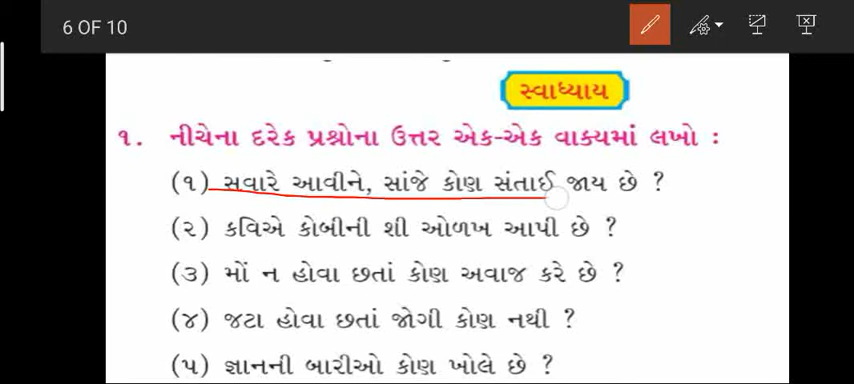 6 OF 10
સ્વાધ્યાય
૧. નીચેના દરેક પ્રશ્નોના ઉત્તર એક-એક વાક્યમાં લખો :
(૧) સવારે આવીને, સાંજે કોણ સંતાઈ જાય છે ?
(૨) કવિએ કોબીની શી ઓળખ આપી છે ?
(૩) મોં ન હોવા છતાં કોણ અવાજ કરે છે ?
(૪) જટા હોવા છતાં જોગી કોણ નથી ?
(૫) જ્ઞાનની બારીઓ કોણ ખોલે છે ?